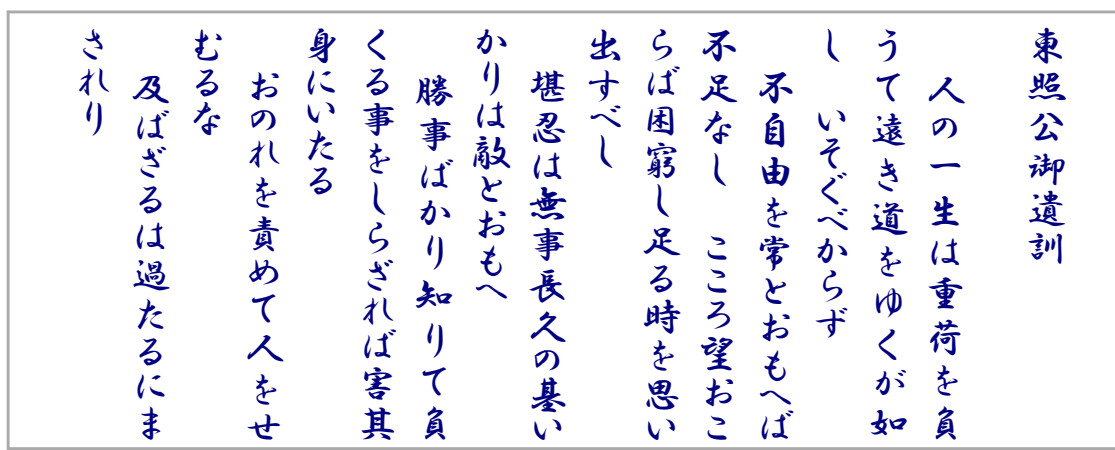 東照公御遺訓
人の一生は重荷を負
うて遠き道をゆくが如
し　いそぐべからず
不自由を常とおもへば
不足なし　こころ望おこ
らば困窮し足る時を思い
出すべし
堪忍は無事長久の基い
かりは敵とおもへ
勝事ばかり知りて負
くる事をしらざれば害其
身にいたる
おのれを責めて人をせ
むるな
及ばざるは過たるにま
されり